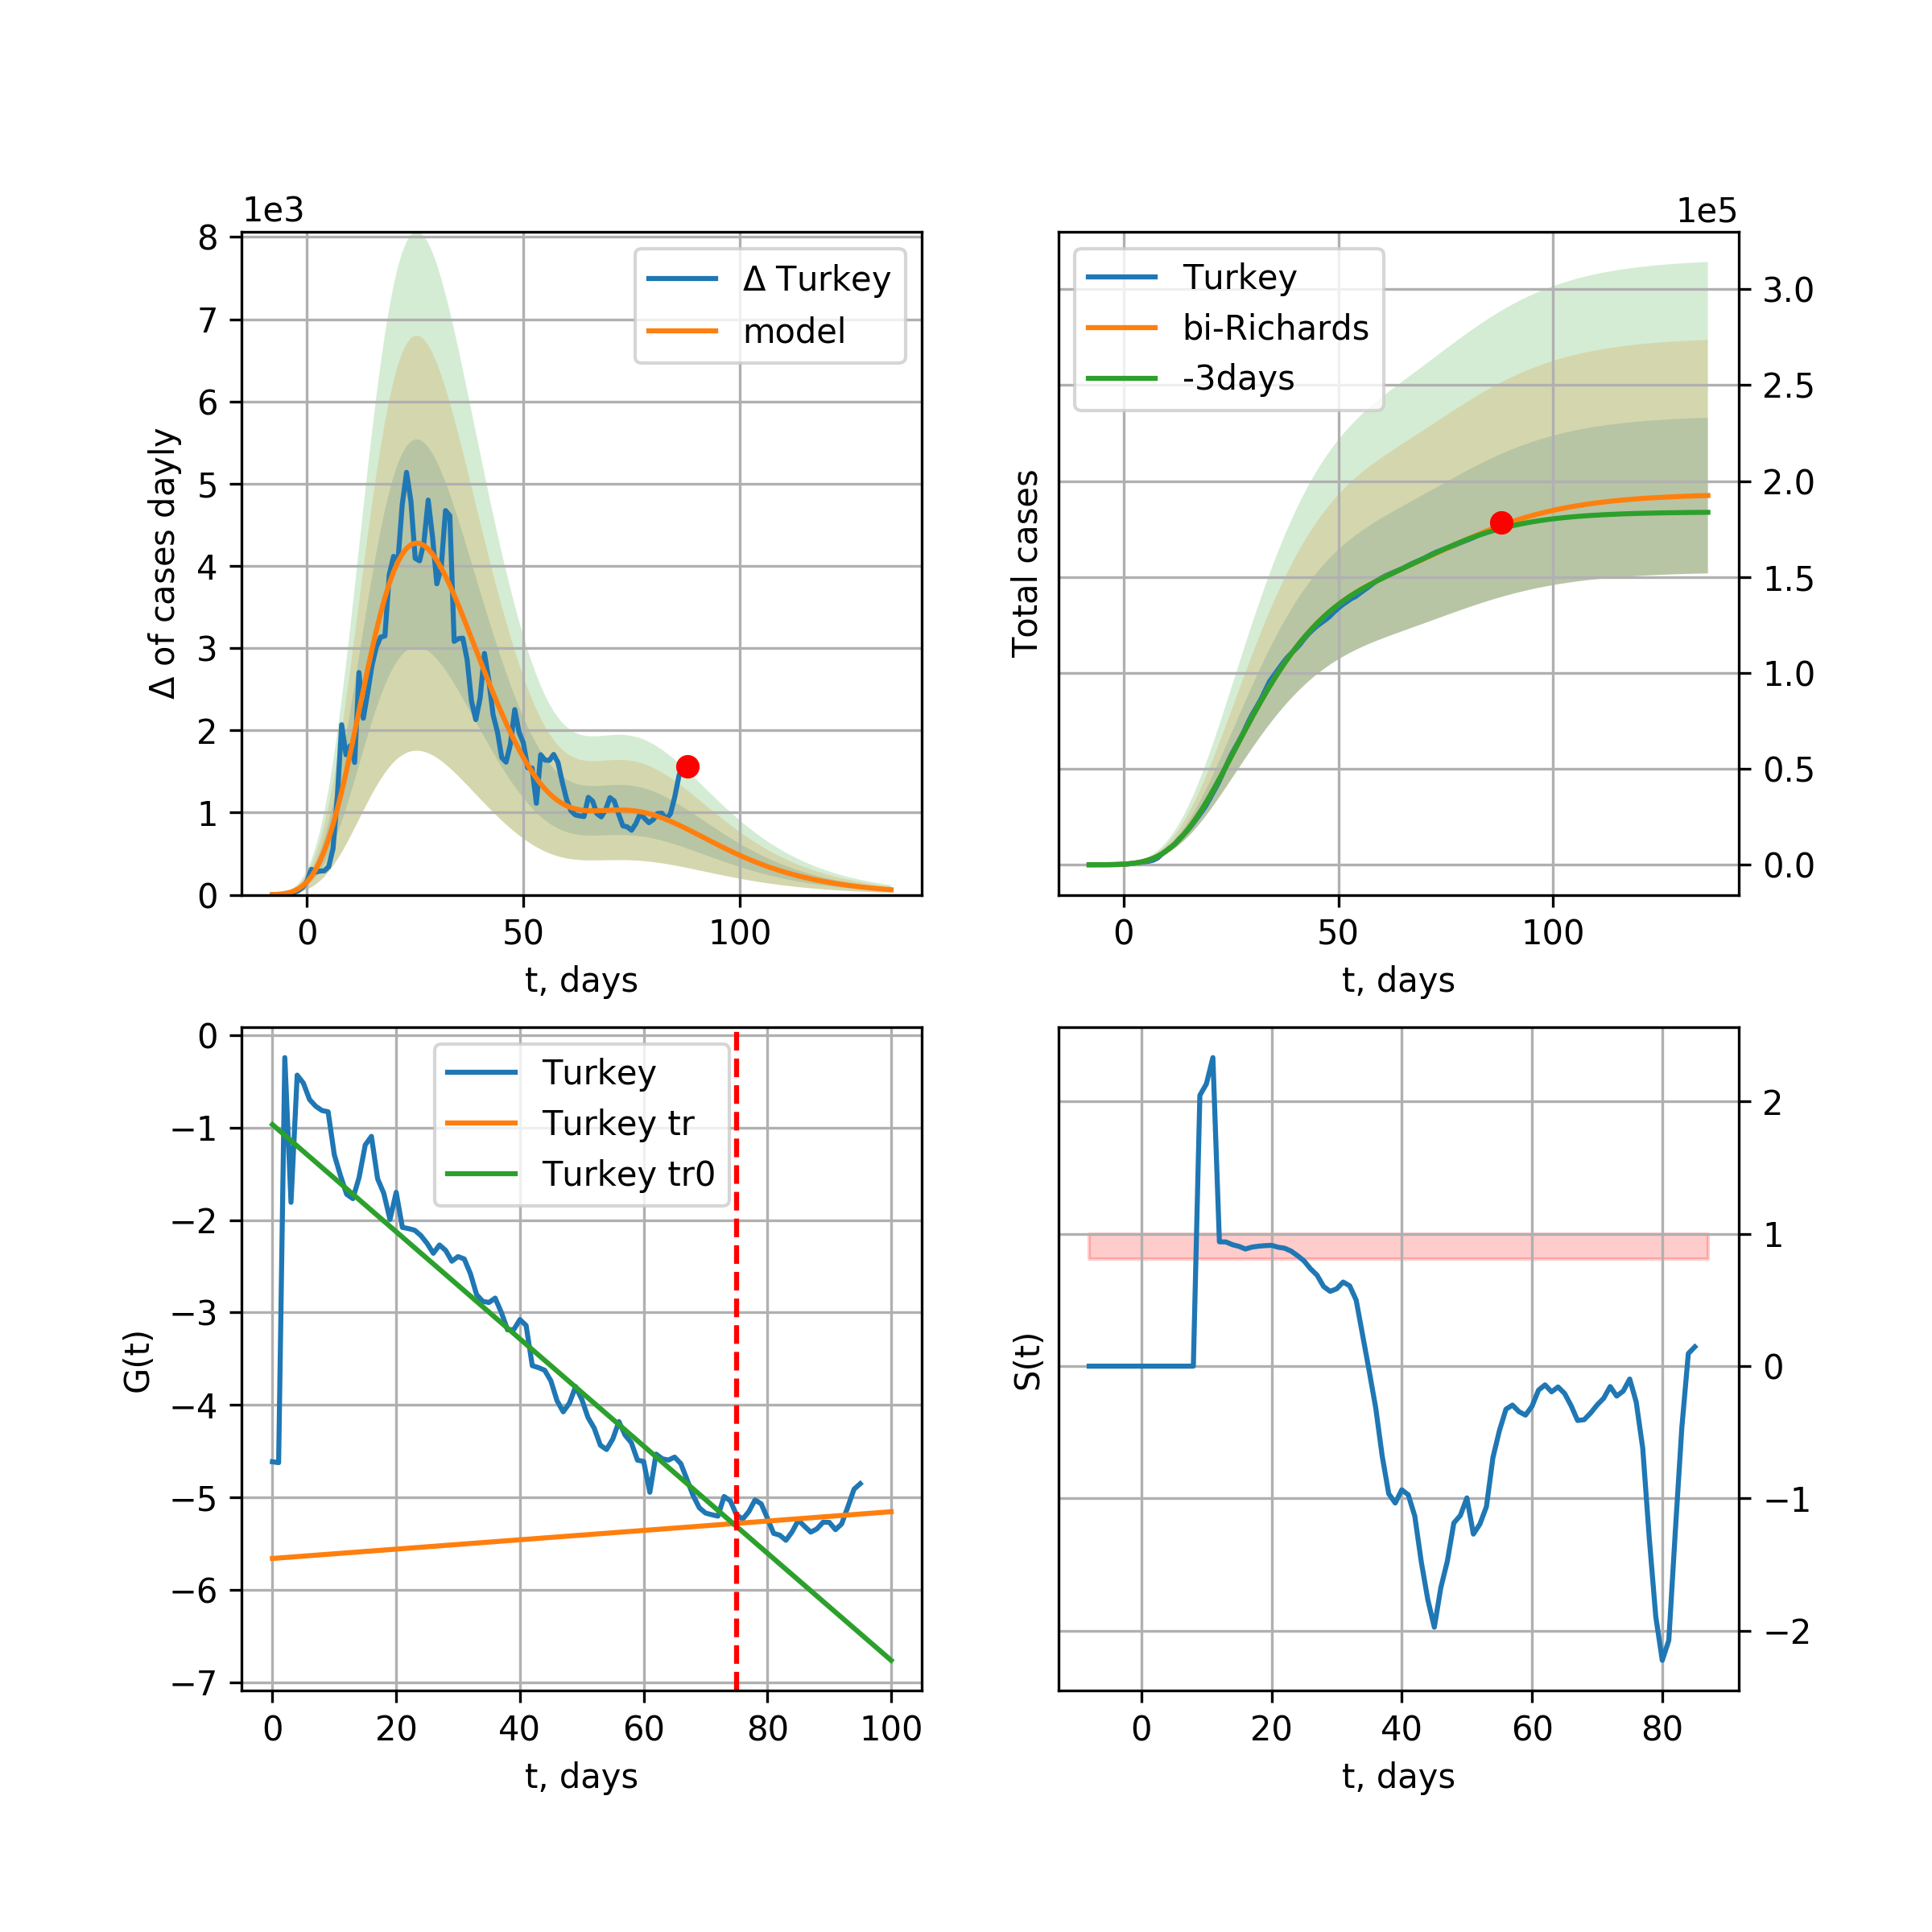 1e3
8
7
6
5
4
3
2
1
0
Δ of cases dayly
Δ Turkey
model
0 50 100
t, days
1e5
Total cases
Turkey
bi-Richards
-3days
3.0
2.5
2.0
1.5
1.0
0.5
0.0
0 50 100
t, days
0
−1
−2
−3
−4
−5
−6
−7
G(t)
Turkey
Turkey tr
Turkey tr0
0 20 40 60 80 100
t, days
S(t)
2
1
0
−1
−2
0 20 40 60 80
t, days